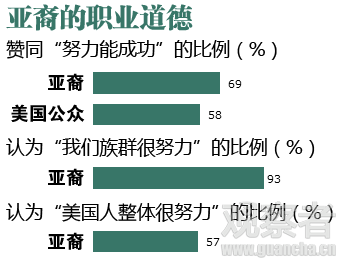 亚裔的职业道德
赞同“努力能成功”的比例（%）
亚裔 69
美国公众 58
认为“我们族群很努力”的比例（%）
亚裔 93
认为“美国人整体很努力”的比例（%）
亚裔 57
观察者
www.guancha.cn